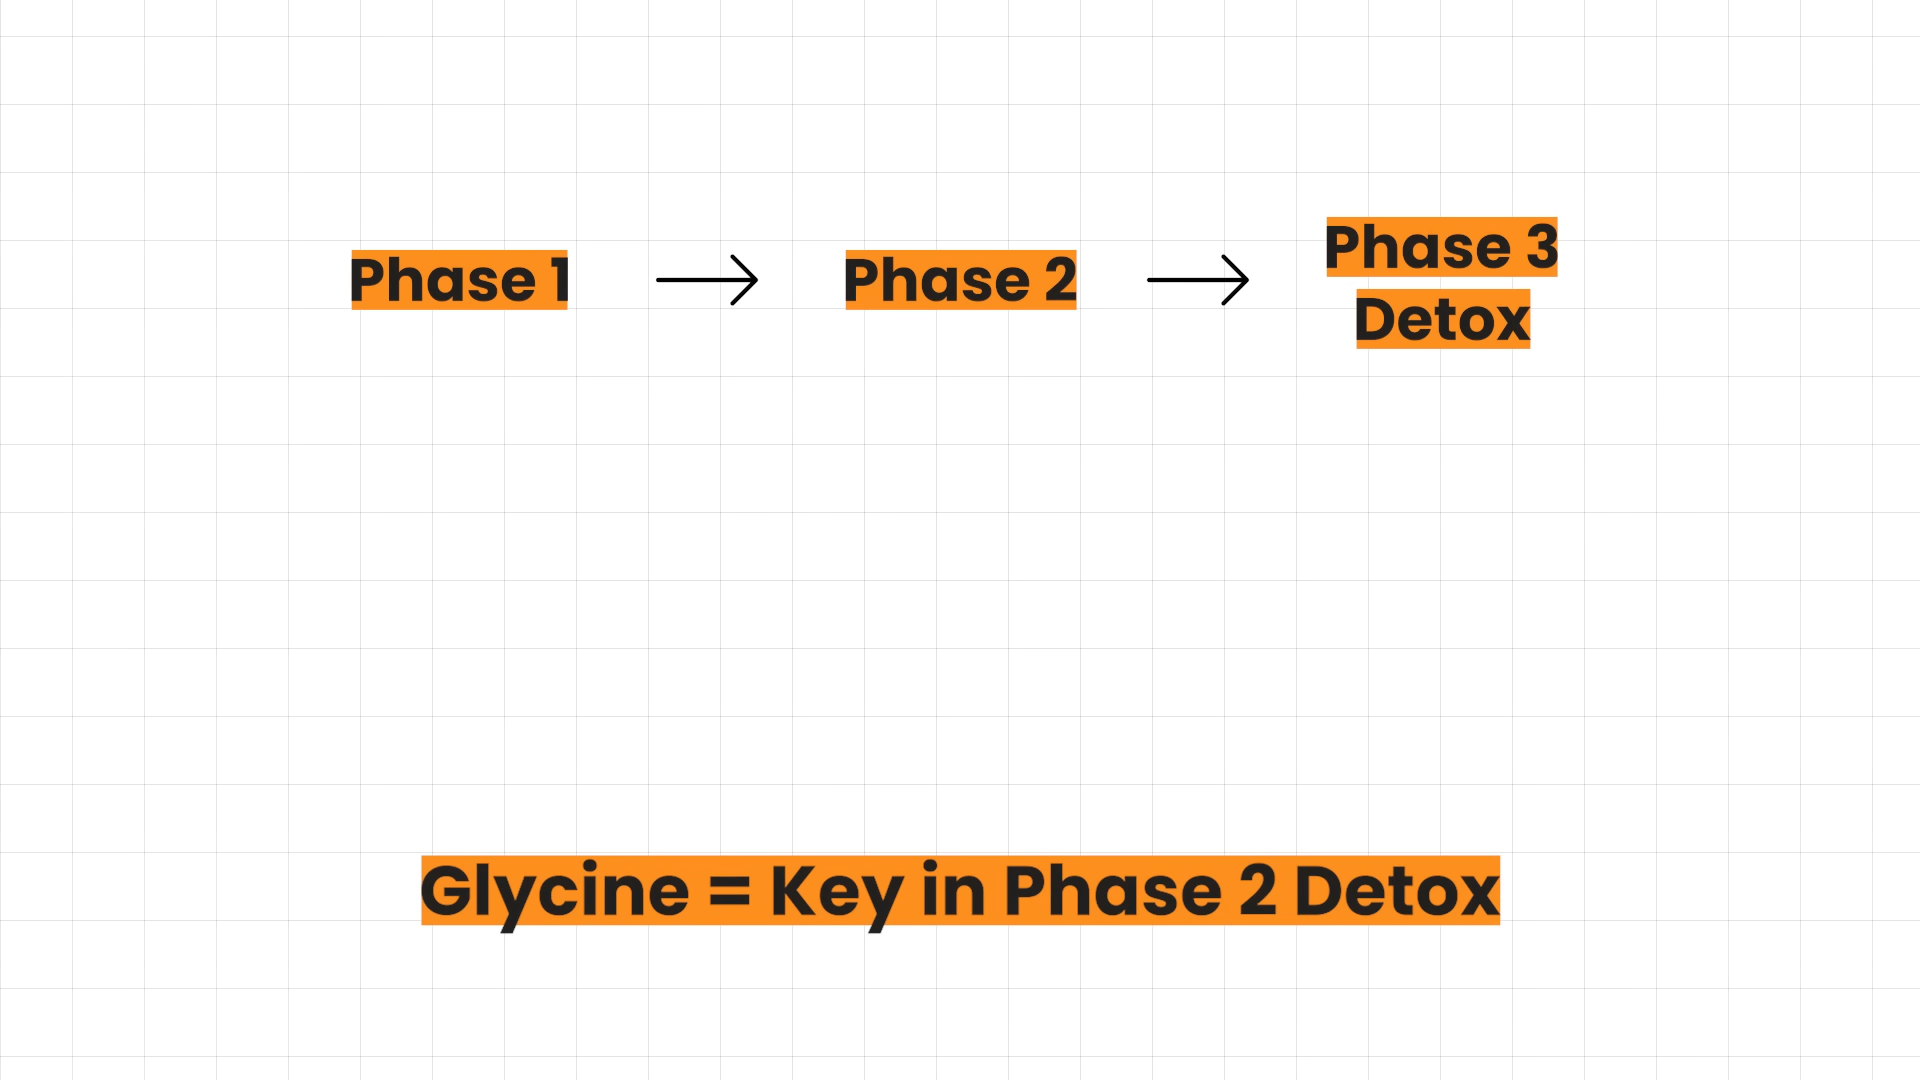 Phase 1
Phase 2
Phase 3
Detox
Glycine = Key in Phase 2 Detox